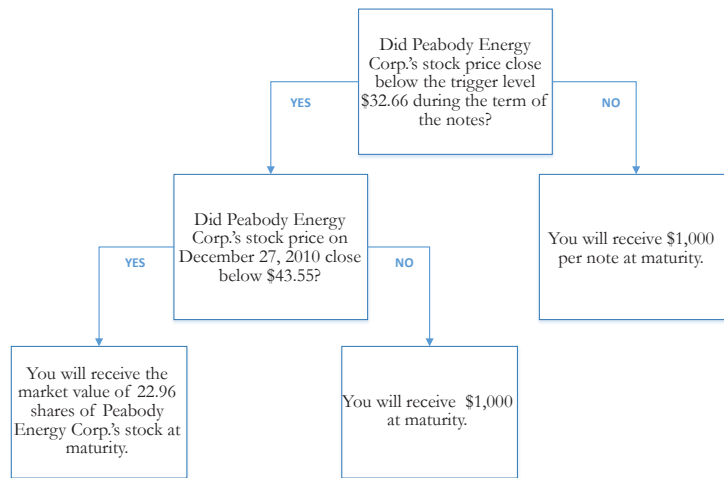 Did Peabody Energy
Corp.'s stock price close
below the trigger level
$32.66 during the term of
the notes?
YES
NO
Did Peabody Energy
Corp.'s stock price on
December 27, 2010 close
below $43.55?
You will receive $1,000
per note at maturity.
YES
NO
You will receive the
market value of 22.96
shares of Peabody
Energy Corp.'s stock at
maturity.
You will receive $1,000
at maturity.